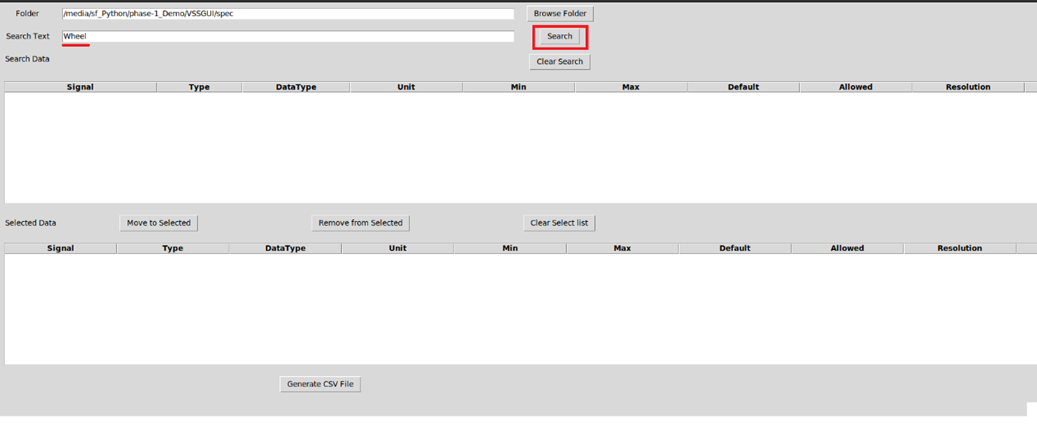 Folder /media/sf_Python/phase-1_Demo/VSSGUI/spec Browse Folder
Search Text Wheel Search
Search Data Clear Search
Signal Type DataType Unit Min Max Default Allowed Resolution
Selected Data Move to Selected Remove from Selected Clear Select list
Signal Type DataType Unit Min Max Default Allowed Resolution
Generate CSV File